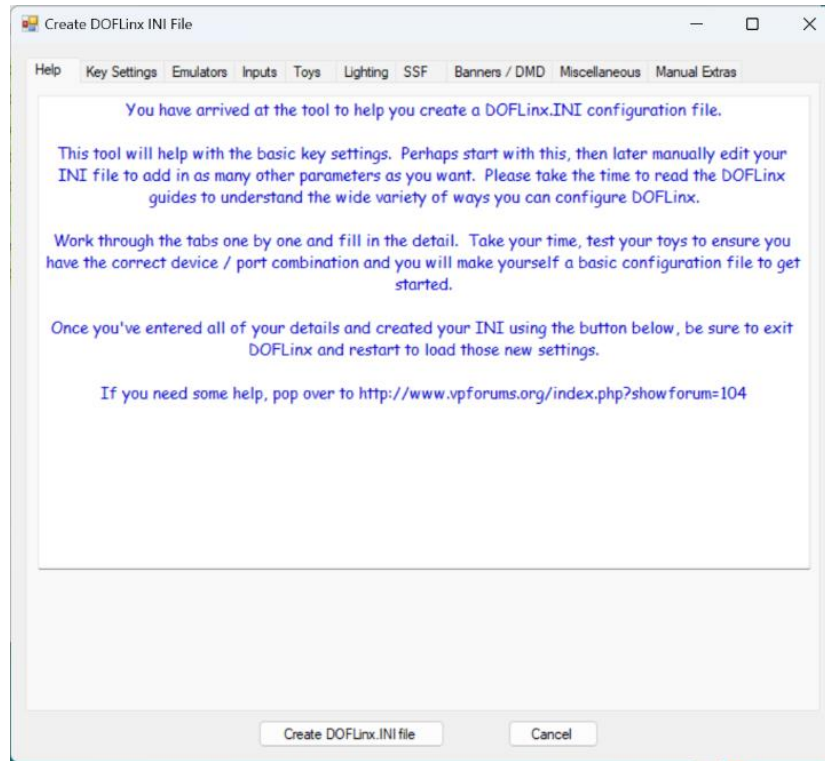 Create DOFLinx INI File
Help Key Settings Emulators Inputs Toys Lighting SSF Banners / DMD Miscellaneous Manual Extras
You have arrived at the tool to help you create a DOFLinx.INI configuration file.
This tool will help with the basic key settings. Perhaps start with this, then later manually edit your
INI file to add in as many other parameters as you want. Please take the time to read the DOFLinx
guides to understand the wide variety of ways you can configure DOFLinx.
Work through the tabs one by one and fill in the detail. Take your time, test your toys to ensure you
have the correct device / port combination and you will make yourself a basic configuration file to get
started.
Once you've entered all of your details and created your INI using the button below, be sure to exit
DOFLinx and restart to load those new settings.
If you need some help, pop over to http://www.vpforums.org/index.php?showforum=104
Create DOFLinx.INI file Cancel